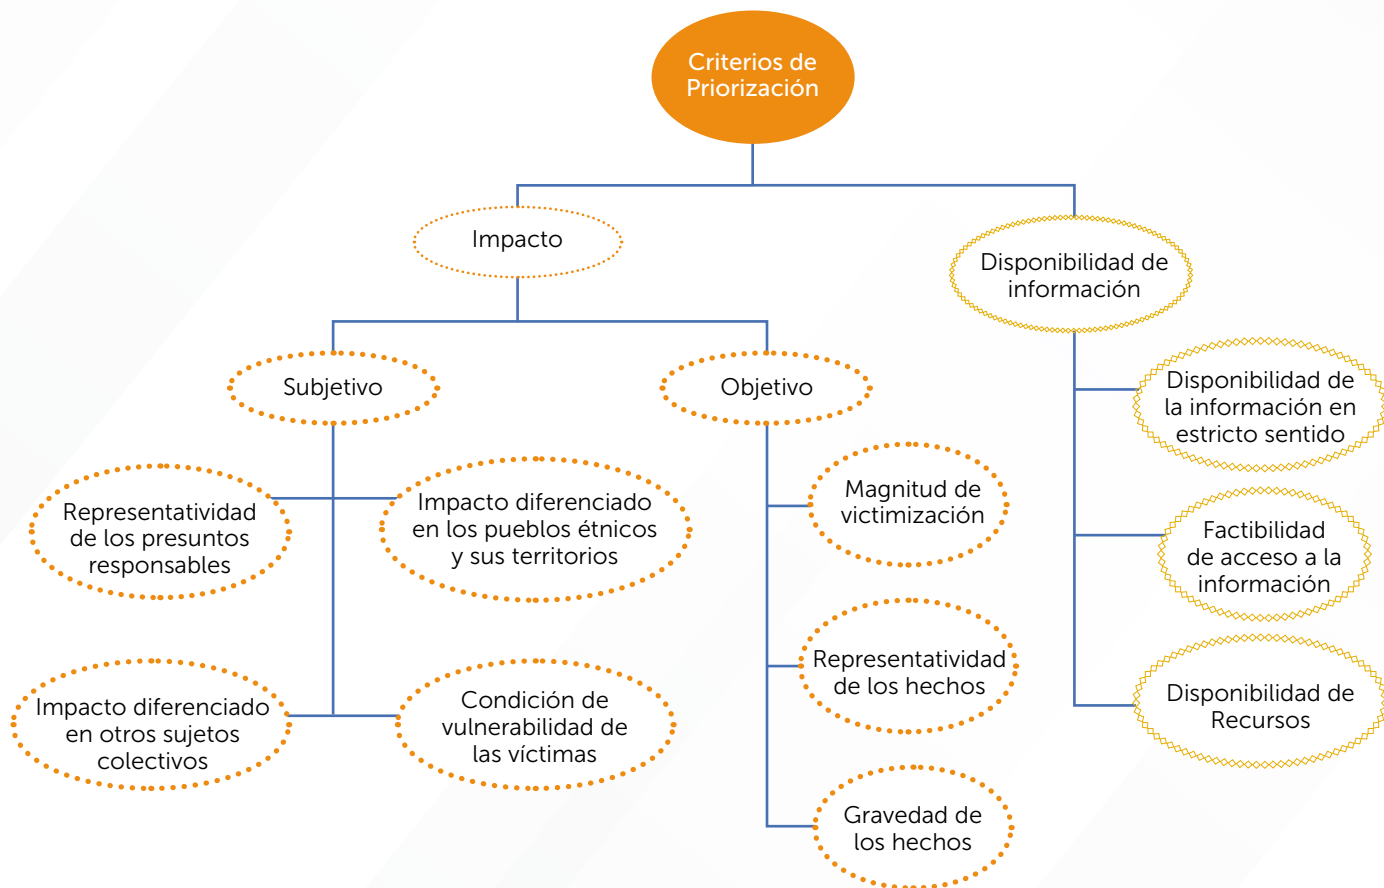 Criterios de
Priorización
Impacto
Disponibilidad de
información
Subjetivo
Objetivo
Disponibilidad de
la información en
estricto sentido
Representatividad
de los presuntos
responsables
Impacto diferenciado
en los pueblos étnicos
y sus territorios
Magnitud de
victimización
Factibilidad
de acceso a la
información
Impacto diferenciado
en otros sujetos
colectivos
Condición de
vulnerabilidad de
las víctimas
Representatividad
de los hechos
Disponibilidad de
Recursos
Gravedad de
los hechos